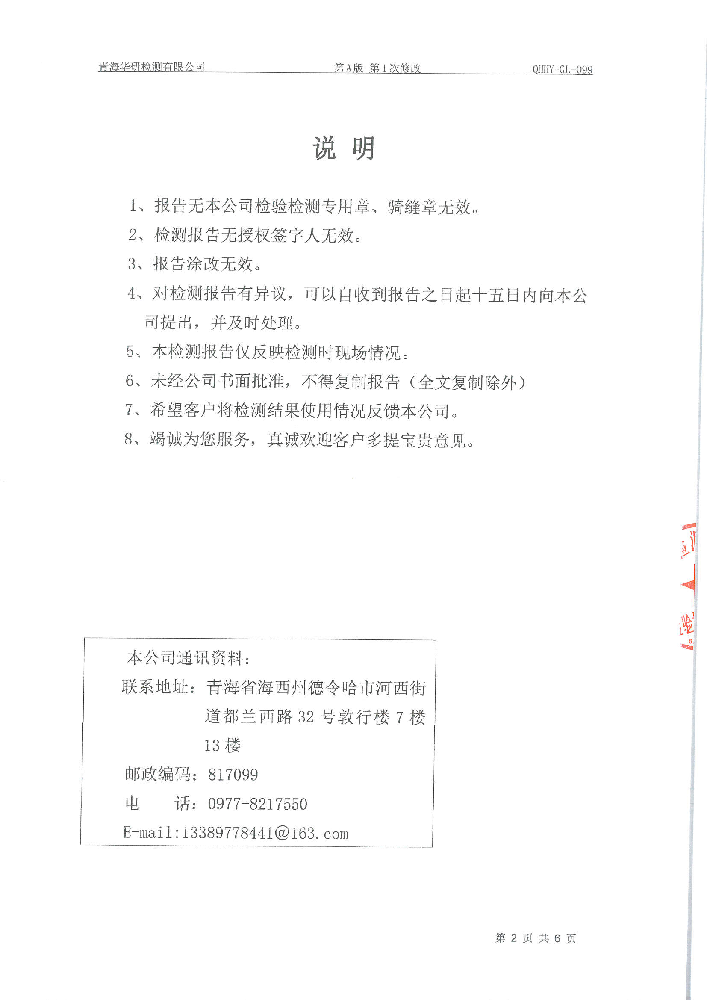 青海华研检测有限公司 第A版 第1次修改 QHHY-GL-099
说 明
1、报告无本公司检验检测专用章、骑缝章无效。
2、检测报告无授权签字人无效。
3、报告涂改无效。
4、对检测报告有异议，可以自收到报告之日起十五日内向本公
司提出，并及时处理。
5、本检测报告仅反映检测时现场情况。
6、未经公司书面批准，不得复制报告（全文复制除外）
7、希望客户将检测结果使用情况反馈本公司。
8、竭诚为您服务，真诚欢迎客户多提宝贵意见。
验
6.
本公司通讯资料：
联系地址：青海省海西州德令哈市河西街
道都兰西路 32 号敦行楼 7 楼
13 楼
邮政编码：817099
电 话：0977-8217550
E-mail:13389778441@163.com
第 2 页 共 6 页